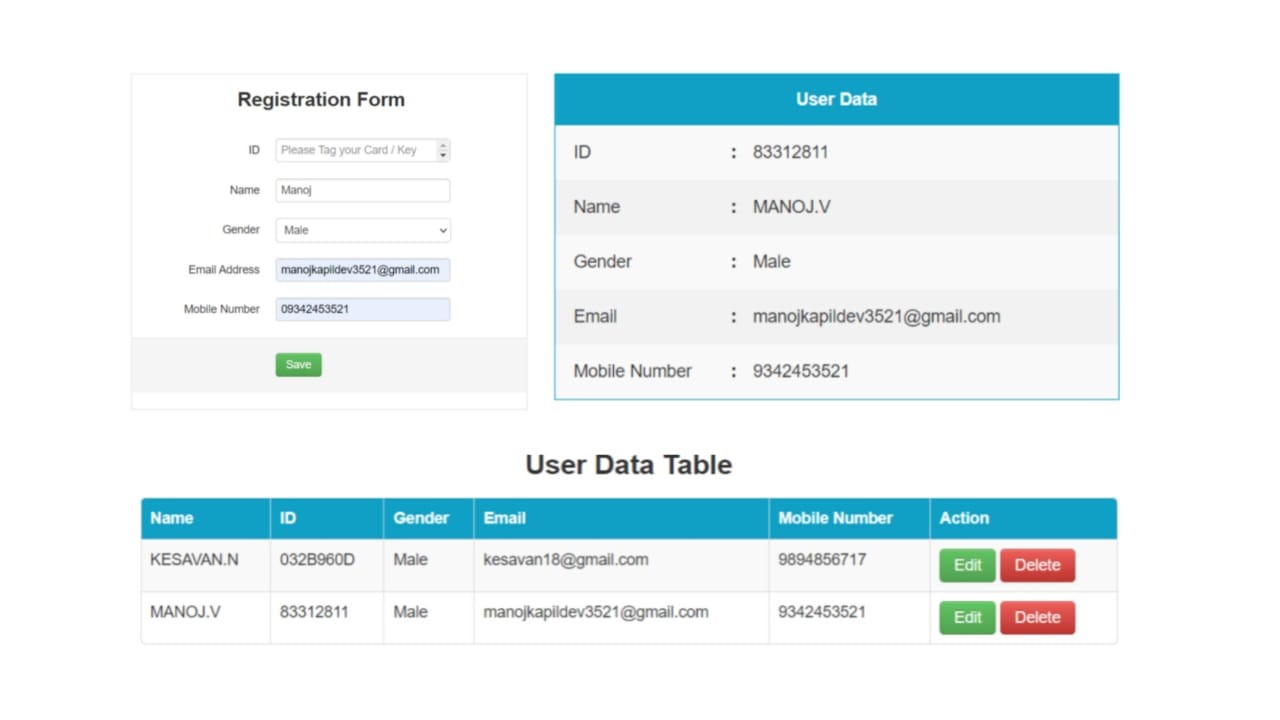 Registration Form
ID Please Tag your Card / Key
Name Manoj
Gender Male
Email Address manojkapildev3521@gmail.com
Mobile Number 09342453521
Save
User Data
ID : 83312811
Name : MANOJ.V
Gender : Male
Email : manojkapildev3521@gmail.com
Mobile Number : 9342453521
User Data Table
Name ID Gender Email Mobile Number Action
KESAVAN.N 032B960D Male kesavan18@gmail.com 9894856717 Edit Delete
MANOJ.V 83312811 Male manojkapildev3521@gmail.com 9342453521 Edit Delete